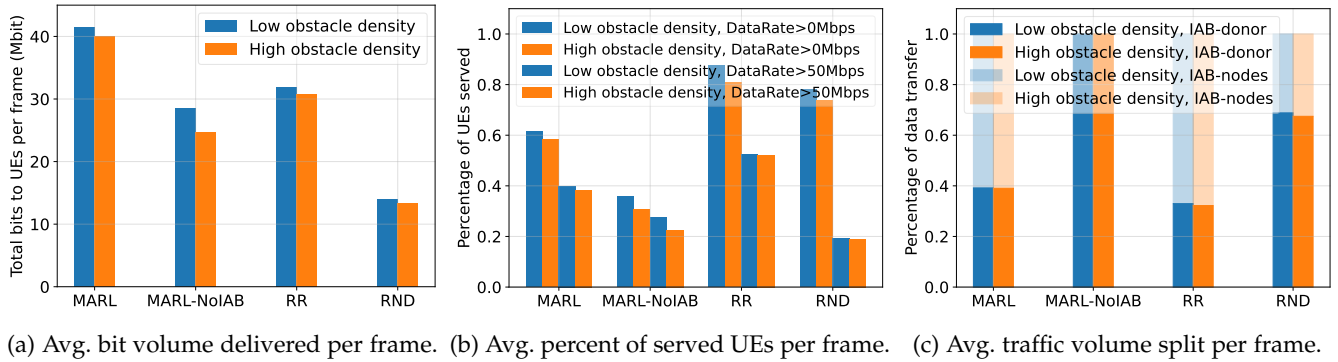 Total bits to UEs per frame (Mbit)
40
30
20
10
0
Low obstacle density
High obstacle density
MARL
MARL-NoIAB
RR
RND
(a) Avg. bit volume delivered per frame.
Percentage of UEs served
1.0
0.8
0.6
0.4
0.2
0.0
Low obstacle density, DataRate>0Mbps
High obstacle density, DataRate>0Mbps
Low obstacle density, DataRate>50Mbps
High obstacle density, DataRate>50Mbps
MARL
MARL-NoIAB
RR
RND
(b) Avg. percent of served UEs per frame.
Percentage of data transfer
1.0
0.8
0.6
0.4
0.2
0.0
Low obstacle density, IAB-donor
High obstacle density, IAB-donor
Low obstacle density, IAB-nodes
High obstacle density, IAB-nodes
MARL
MARL-NoIAB
RR
RND
(c) Avg. traffic volume split per frame.